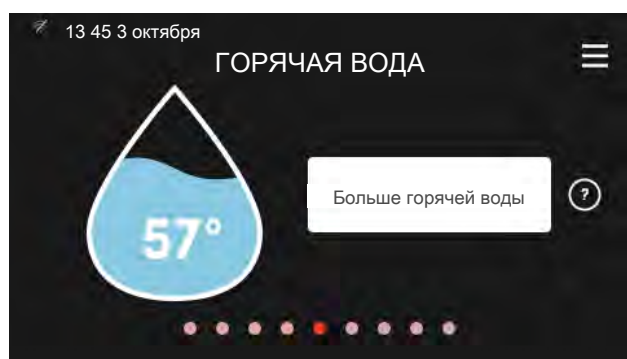 13 45 3 октября
ГОРЯЧАЯ ВОДА
Больше горячей воды
?
57°